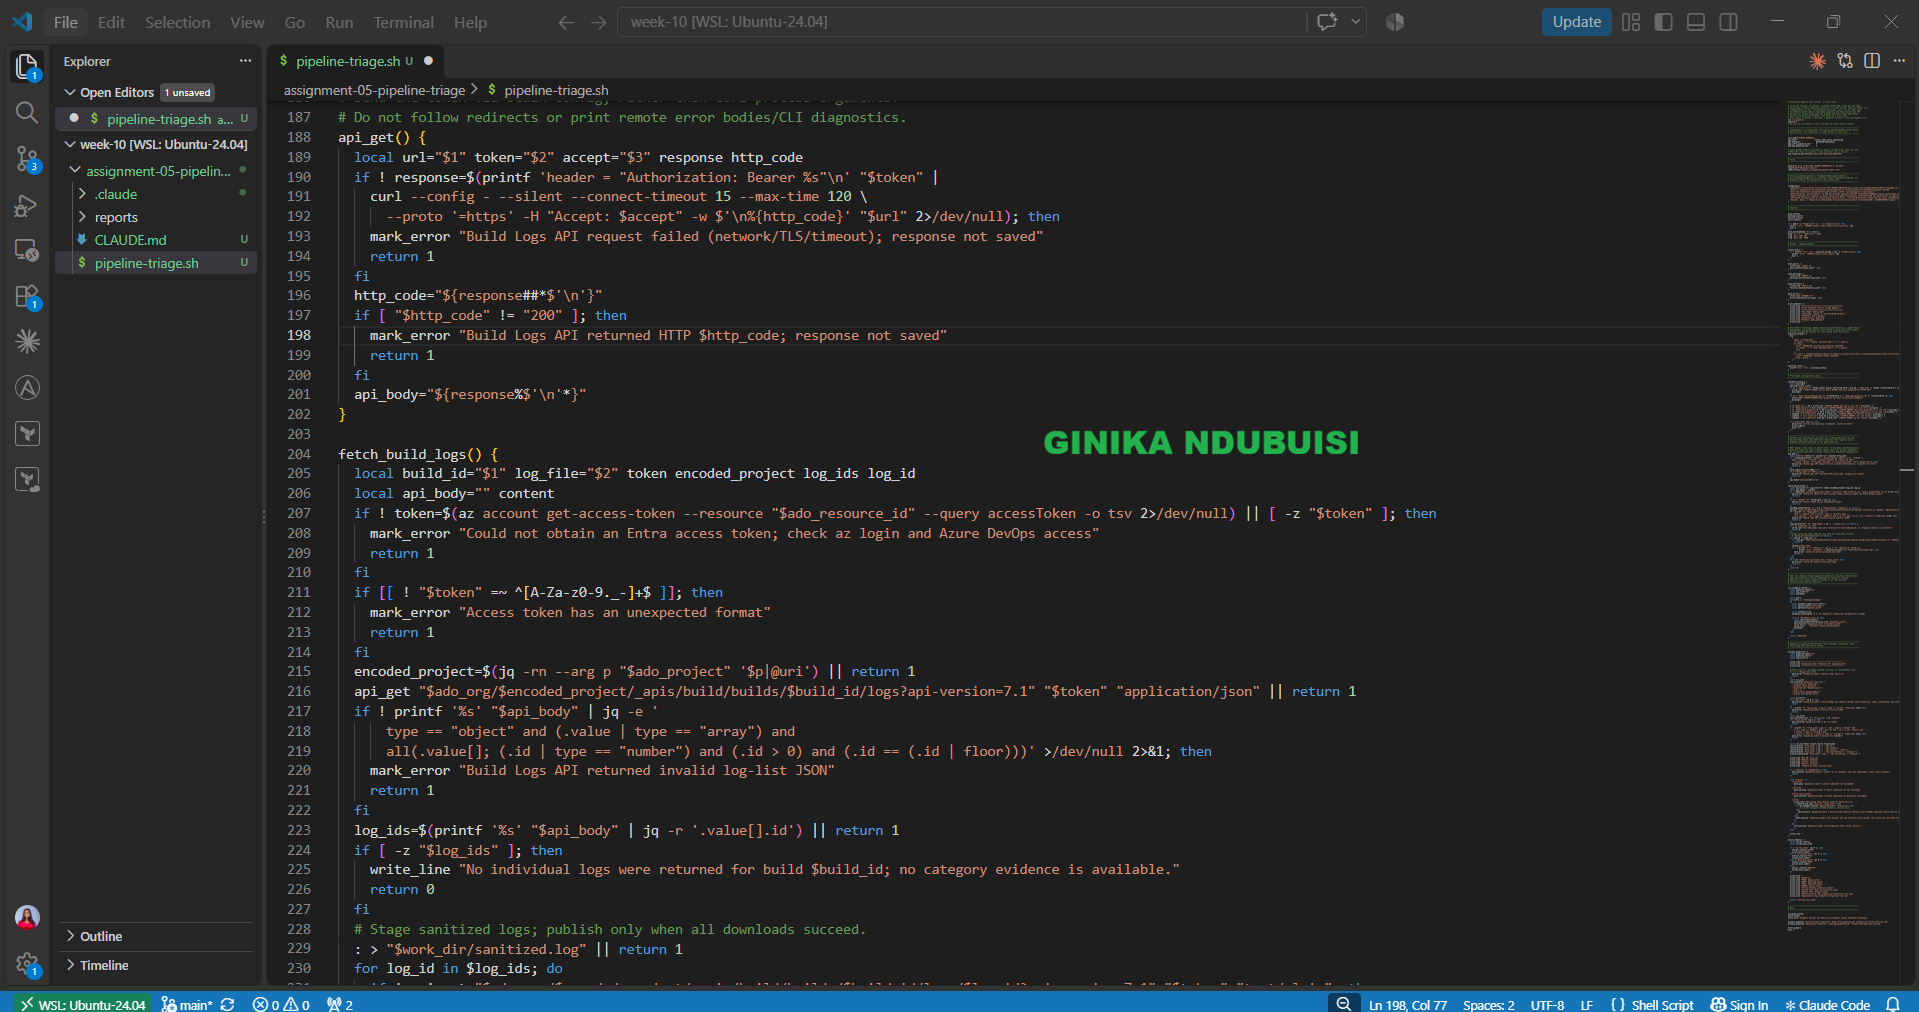 File Edit Selection View Go Run Terminal Help
week-10 [WSL: Ubuntu-24.04]
Update
Explorer
Open Editors 1 unsaved
pipeline-triage.sh a... U
week-10 [WSL: Ubuntu-24.04]
assignment-05-pipelin...
.claude
reports
CLAUDE.md U
pipeline-triage.sh U
Outline
Timeline
pipeline-triage.sh U
assignment-05-pipeline-triage > $ pipeline-triage.sh
187 # Do not follow redirects or print remote error bodies/CLI diagnostics.
188 api_get() {
189 local url="$1" token="$2" accept="$3" response http_code
190 if ! response=$(printf 'header = "Authorization: Bearer %s"\n' "$token" |
191 curl --config - --silent --connect-timeout 15 --max-time 120 \
192 --proto '=https' -H "Accept: $accept" -w $'\n%{http_code}' "$url" 2>/dev/null); then
193 mark_error "Build Logs API request failed (network/TLS/timeout); response not saved"
194 return 1
195 fi
196 http_code="${response##*$'\n'}"
197 if [ "$http_code" != "200" ]; then
198 mark_error "Build Logs API returned HTTP $http_code; response not saved"
199 return 1
200 fi
201 api_body="${response%$'\n'*}"
202 }
203
GINIKA NDUBUISI
204 fetch_build_logs() {
205 local build_id="$1" log_file="$2" token encoded_project log_ids log_id
206 local api_body="" content
207 if ! token=$(az account get-access-token --resource "$ado_resource_id" --query accessToken -o tsv 2>/dev/null) || [ -z "$token" ]; then
208 mark_error "Could not obtain an Entra access token; check az login and Azure DevOps access"
209 return 1
210 fi
211 if [[ ! "$token" =~ ^[A-Za-z0-9._-]+$ ]]; then
212 mark_error "Access token has an unexpected format"
213 return 1
214 fi
215 encoded_project=$(jq -rn --arg p "$ado_project" '$p|@uri') || return 1
216 api_get "$ado_org/$encoded_project/_apis/build/builds/$build_id/logs?api-version=7.1" "$token" "application/json" || return 1
217 if ! printf '%s' "$api_body" | jq -e '
218 type == "object" and (.value | type == "array") and
219 all(.value[]; (.id | type == "number") and (.id > 0) and (.id == (.id | floor)))' >/dev/null 2>&1; then
220 mark_error "Build Logs API returned invalid log-list JSON"
221 return 1
222 fi
223 log_ids=$(printf '%s' "$api_body" | jq -r '.value[].id') || return 1
224 if [ -z "$log_ids" ]; then
225 write_line "No individual logs were returned for build $build_id; no category evidence is available."
226 return 0
227 fi
228 # Stage sanitized logs; publish only when all downloads succeed.
229 : > "$work_dir/sanitized.log" || return 1
230 for log_id in $log_ids; do
WSL: Ubuntu-24.04 main* 0 0 2 Ln 198, Col 77 Spaces: 2 UTF-8 LF {} Shell Script Sign In Claude Code